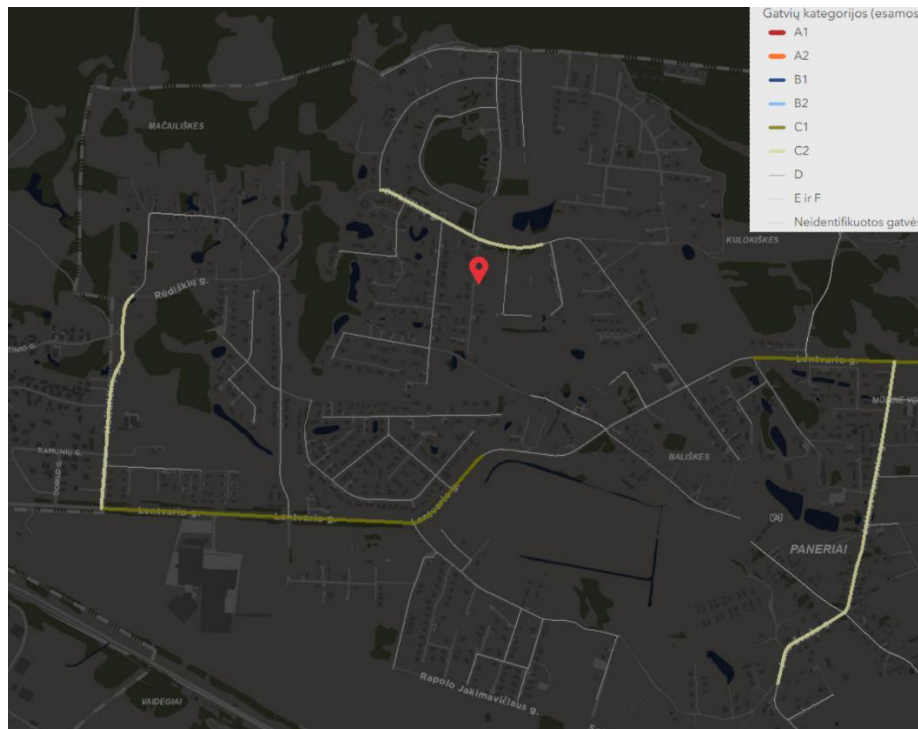 Gatvių kategorijos (esamos
A1
A2
B1
B2
C1
C2
D
E ir F
Neidentifikuotos gatvės
MAČIULIŠKĖS
KULOKIŠKĖS
Rūdiškių g.
TINIO G.
Lentvario g.
RAMUNIŲ G.
BALIŠKĖS
Lentvario g.
Lentvario g.
Lentvario g.
PANERIAI
Rapolo Jakimavičiaus g.
VAIDEGIAI